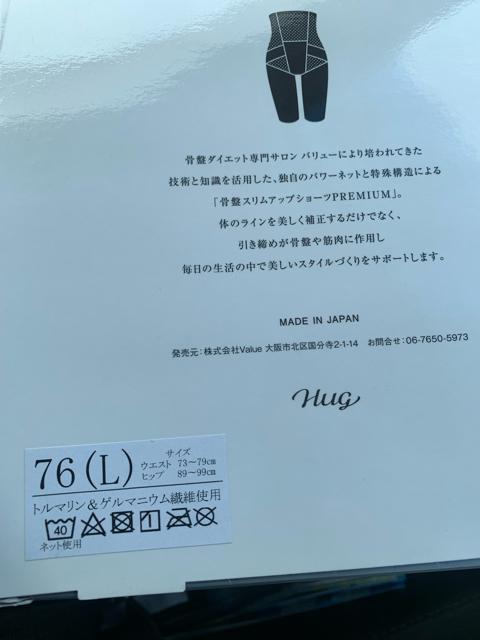 骨盤ダイエット専門サロン バリューにより培われてきた
技術と知識を活用した、独自のパワーネットと特殊構造による
「骨盤スリムアップショーツPREMIUM」。
体のラインを美しく補正するだけでなく、
引き締めが骨盤や筋肉に作用し
毎日の生活の中で美しいスタイルづくりをサポートします。
MADE IN JAPAN
発売元：株式会社Value 大阪市北区国分寺2-1-14 お問合せ：06-7650-5973
Hug
76(L)
サイズ
ウエスト 73～79cm
ヒップ 89～99cm
トルマリン＆ゲルマニウム繊維使用
40
1
ネット使用